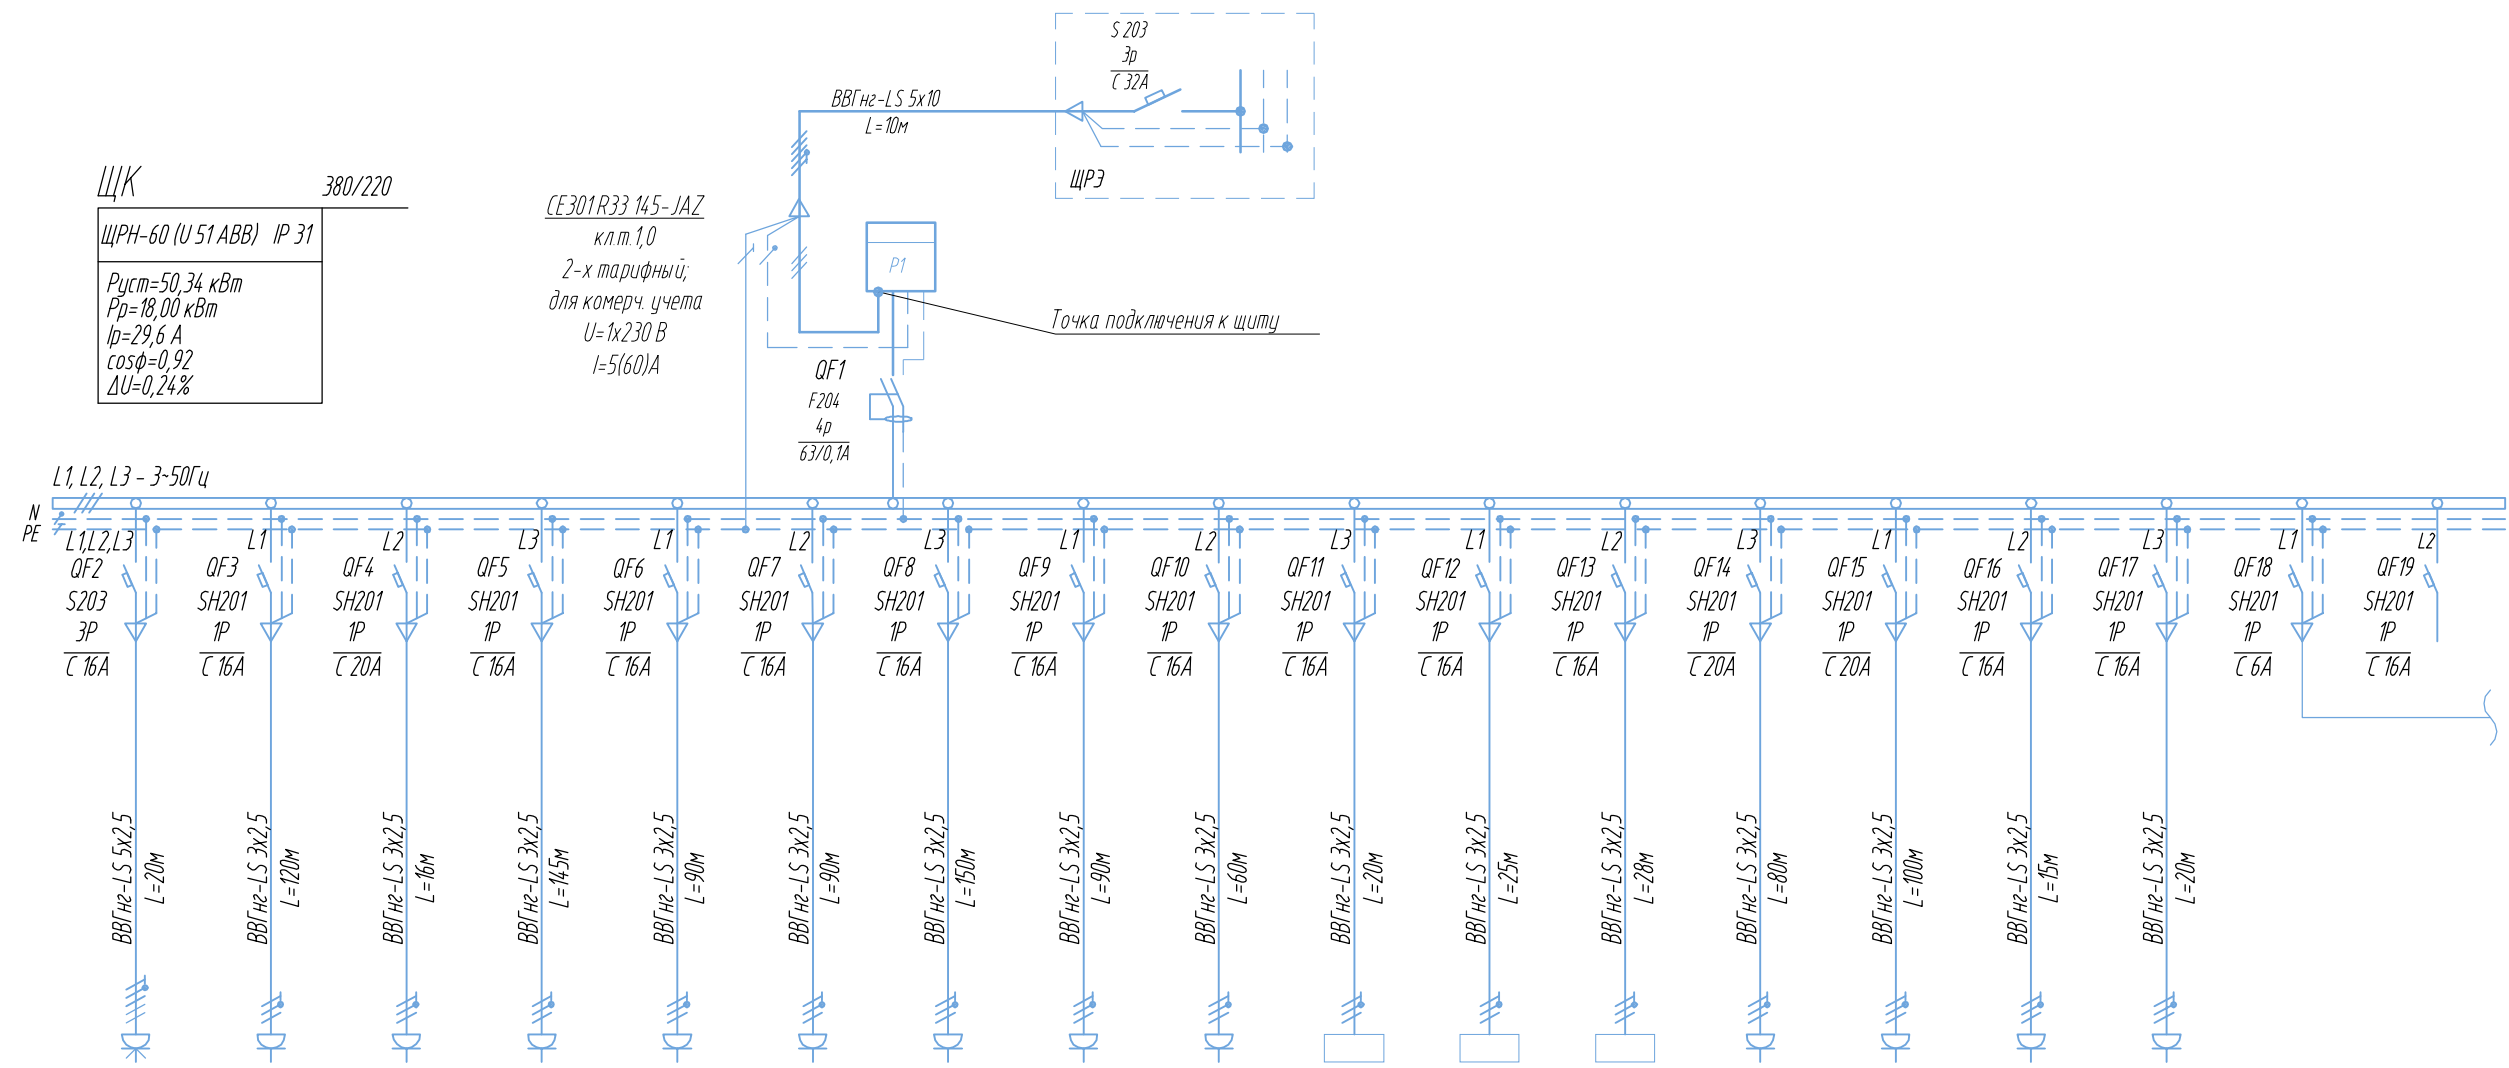 S 203
3р
С 32А
ВВГнг-LS 5х10
L=10м
ЩРЭ
ЩК
380/220
ЩРН-60 (U 51 АВВ) IP 31
Руст=50,34 кВт
Рр=18,00 кВт
Iр=29,6 А
cosф=0,92
ΔU=0,24%
СЕ301 R33 145-JAZ
кл.т. 1,0
2-х тарифный;
для комерч. учета
U=1х230 В
I=5(60)А
Р1
Точка подключения к щиту
QF1
F204
4р
63/0,1А
L1, L2, L3 - 3~50Гц
N
PE
L1,L2,L3 L1 L2 L3 L1 L2 L3 L1 L2 L3 L1 L2 L3 L1 L2 L3 L1 L2
QF2 QF3 QF4 QF5 QF6 QF7 QF8 QF9 QF10 QF11 QF12 QF13 QF14 QF15 QF16 QF17 QF18 QF19
S203 SH201 SH201 SH201 SH201 SH201 SH201 SH201 SH201 SH201 SH201 SH201 SH201 SH201 SH201 SH201 SH201 SH201
3Р 1Р 1Р 1Р 1Р 1Р 1Р 1Р 1Р 1Р 1Р 1Р 1Р 1Р 1Р 1Р 1Р 1Р
С 16А С 16А С 20А С 16А С 16А С 16А С 16А С 16А С 16А С 16А С 16А С 16А С 20А С 20А С 16А С 16А С 6А С 16А
ВВГнг-LS 5х2,5
L=20м
ВВГнг-LS 3х2,5
L=120м
ВВГнг-LS 3х2,5
L=16м
ВВГнг-LS 3х2,5
L=145м
ВВГнг-LS 3х2,5
L=90м
ВВГнг-LS 3х2,5
L=90м
ВВГнг-LS 3х2,5
L=150м
ВВГнг-LS 3х2,5
L=90м
ВВГнг-LS 3х2,5
L=60м
ВВГнг-LS 3х2,5
L=20м
ВВГнг-LS 3х2,5
L=25м
ВВГнг-LS 3х2,5
L=28м
ВВГнг-LS 3х2,5
L=80м
ВВГнг-LS 3х2,5
L=100м
ВВГнг-LS 3х2,5
L=15м
ВВГнг-LS 3х2,5
L=20м